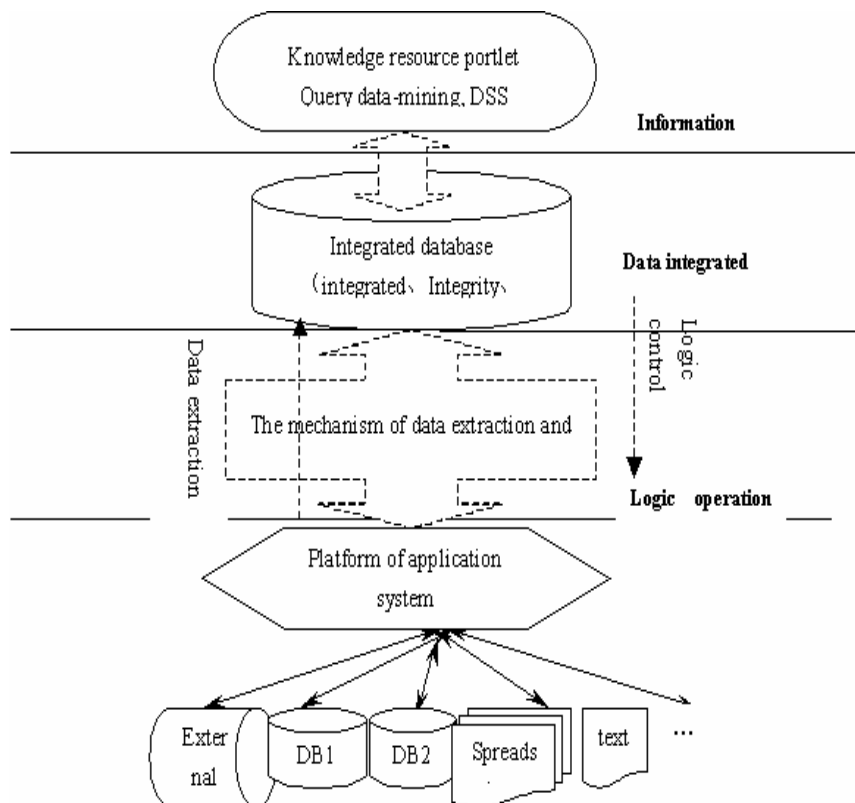 Knowledge resource portlet
Query data-mining, DSS
Information
Integrated database
(integrated、Integrity、
Data integrated
Logic
control
Data extraction
The mechanism of data extraction and
Logic operation
Platform of application
system
Exter
nal
DB1
DB2
Spreads
text
...